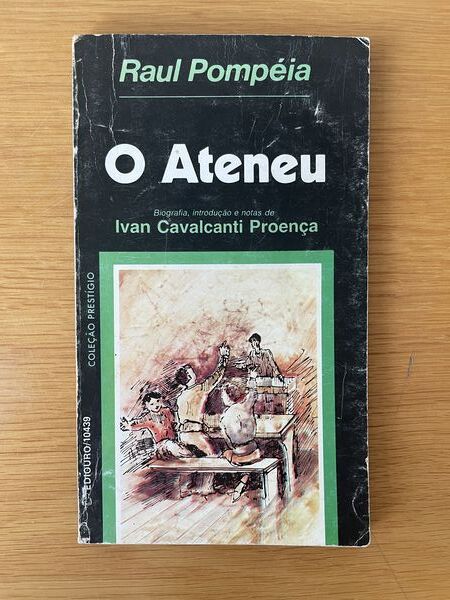 Raul Pompéia
O Ateneu
Biografia, introdução e notas de
Ivan Cavalcanti Proença
COLEÇÃO PRESTÍGIO
EDIOURO/10439